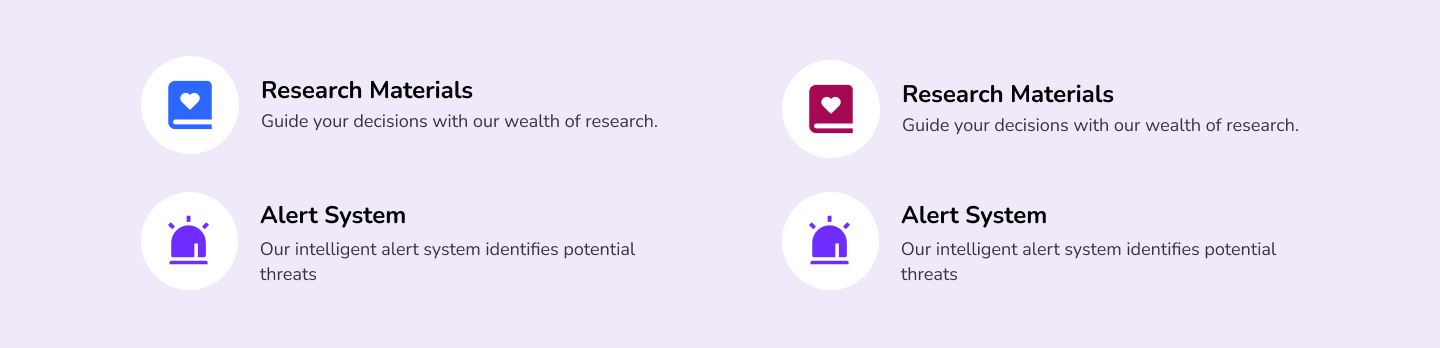 Research Materials
Guide your decisions with our wealth of research.
Alert System
Our intelligent alert system identifies potential
threats
Research Materials
Guide your decisions with our wealth of research.
Alert System
Our intelligent alert system identifies potential
threats